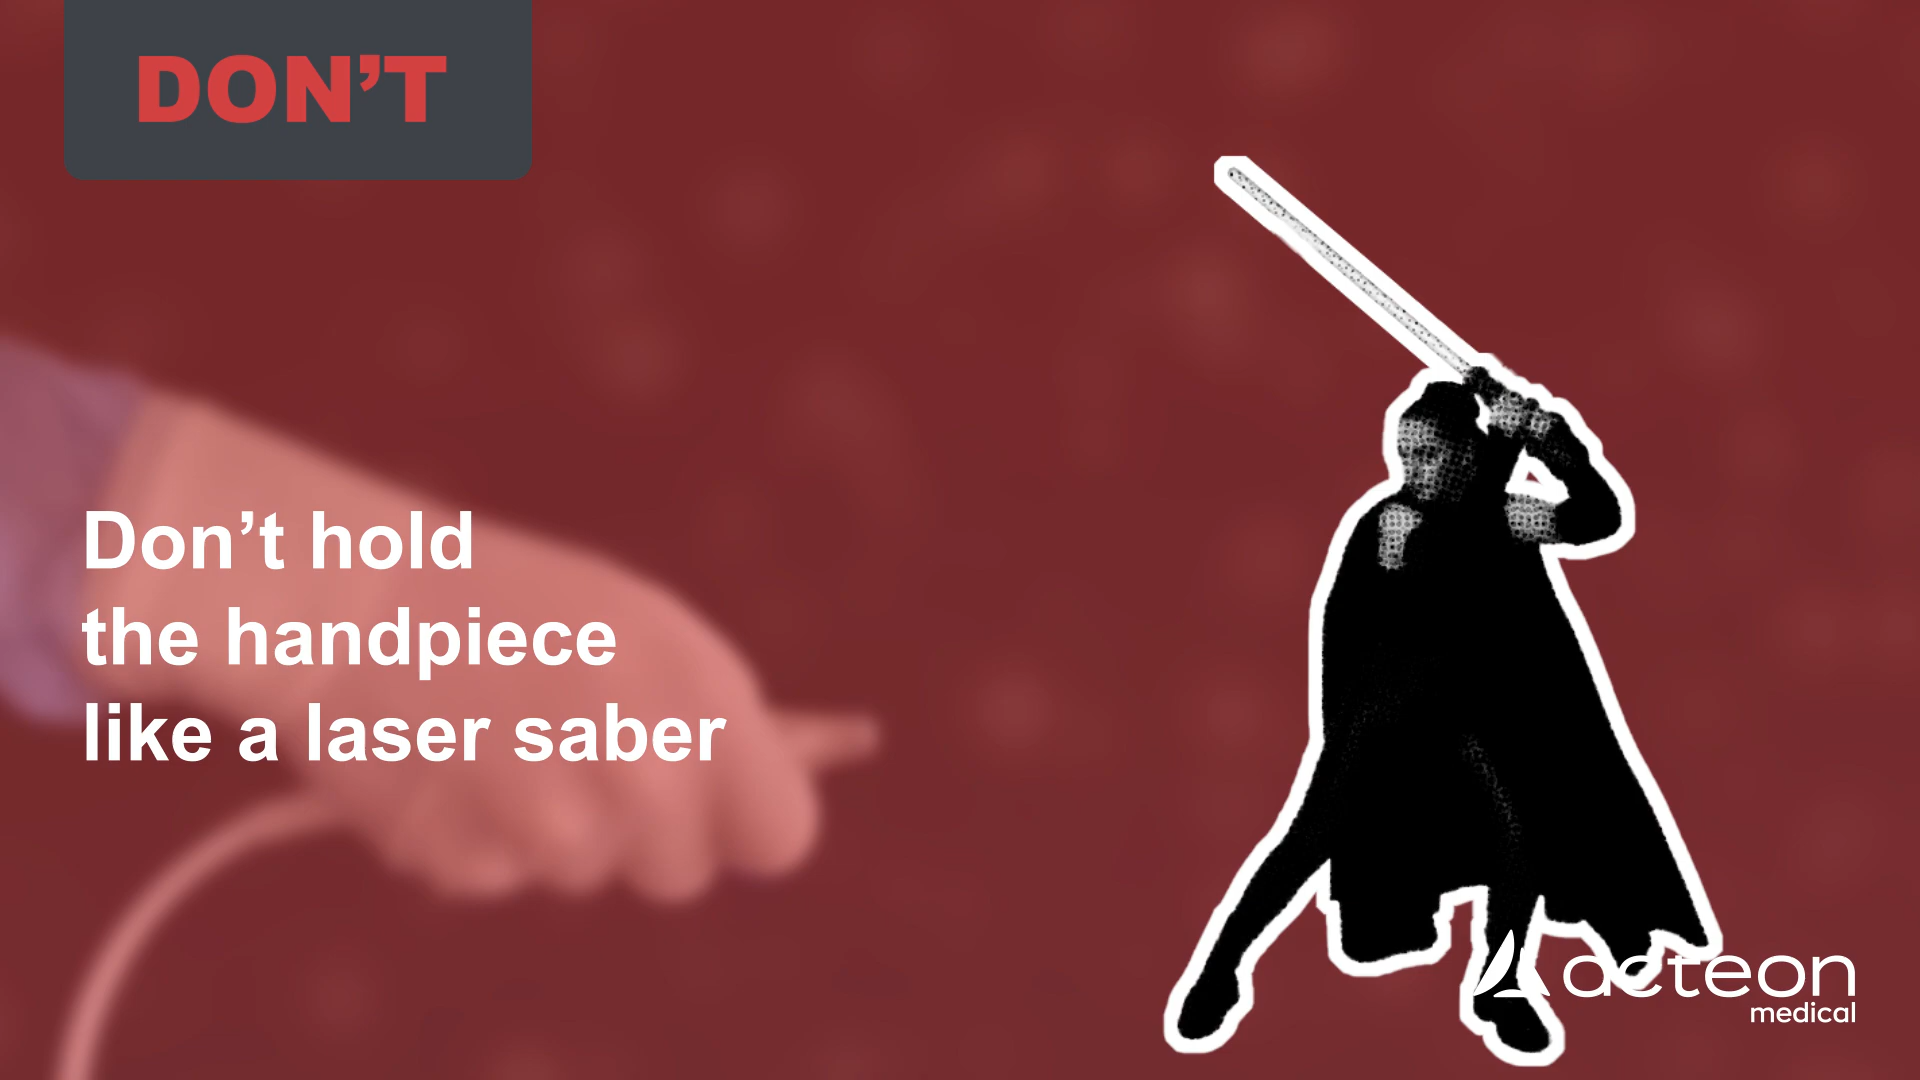 DON’T
Don’t hold
the handpiece
like a laser saber
acteon
medical